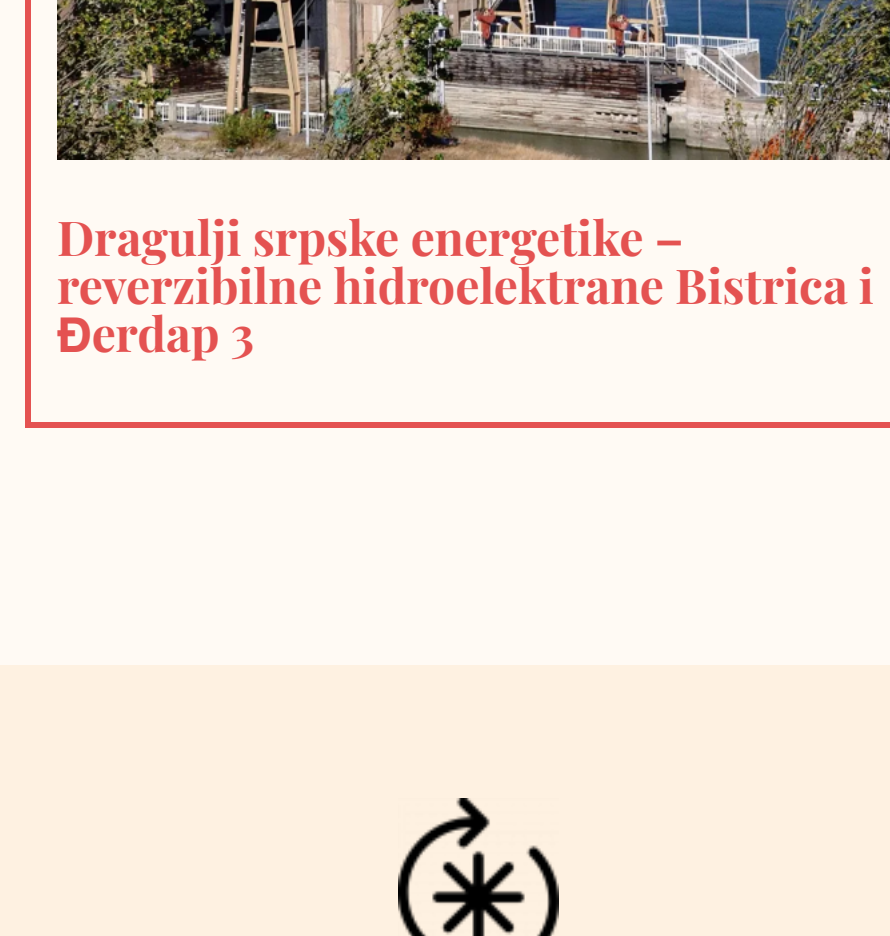 Dragulji srpske energetike –
reverzibilne hidroelektrane Bistrica i
Đerdap 3